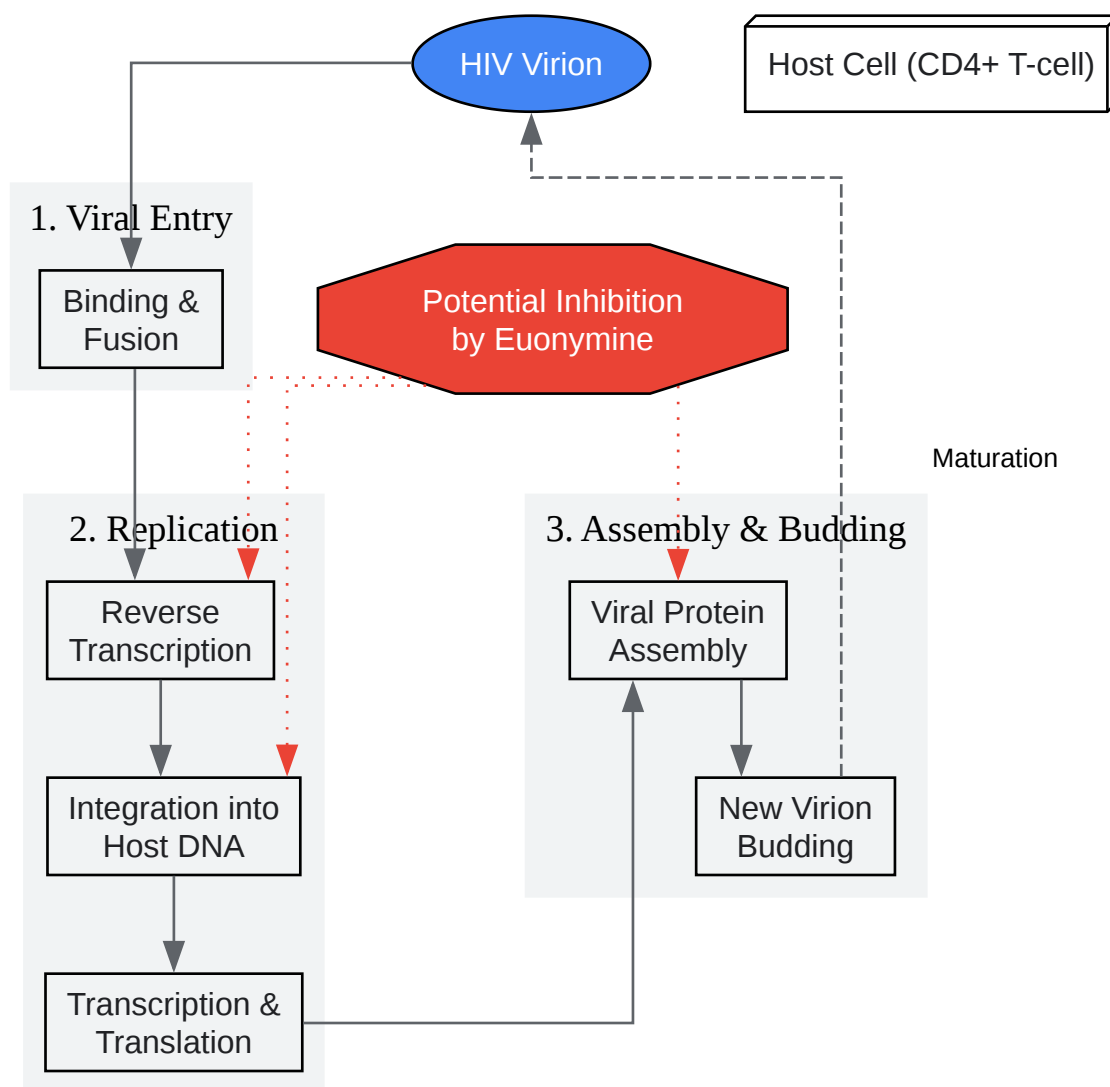 HIV Virion
Host Cell (CD4+ T-cell)
1. Viral Entry
Binding &
Fusion
Potential Inhibition
by Euonymine
Maturation
2. Replication
Reverse
Transcription
Integration into
Host DNA
Transcription &
Translation
3. Assembly & Budding
Viral Protein
Assembly
New Virion
Budding